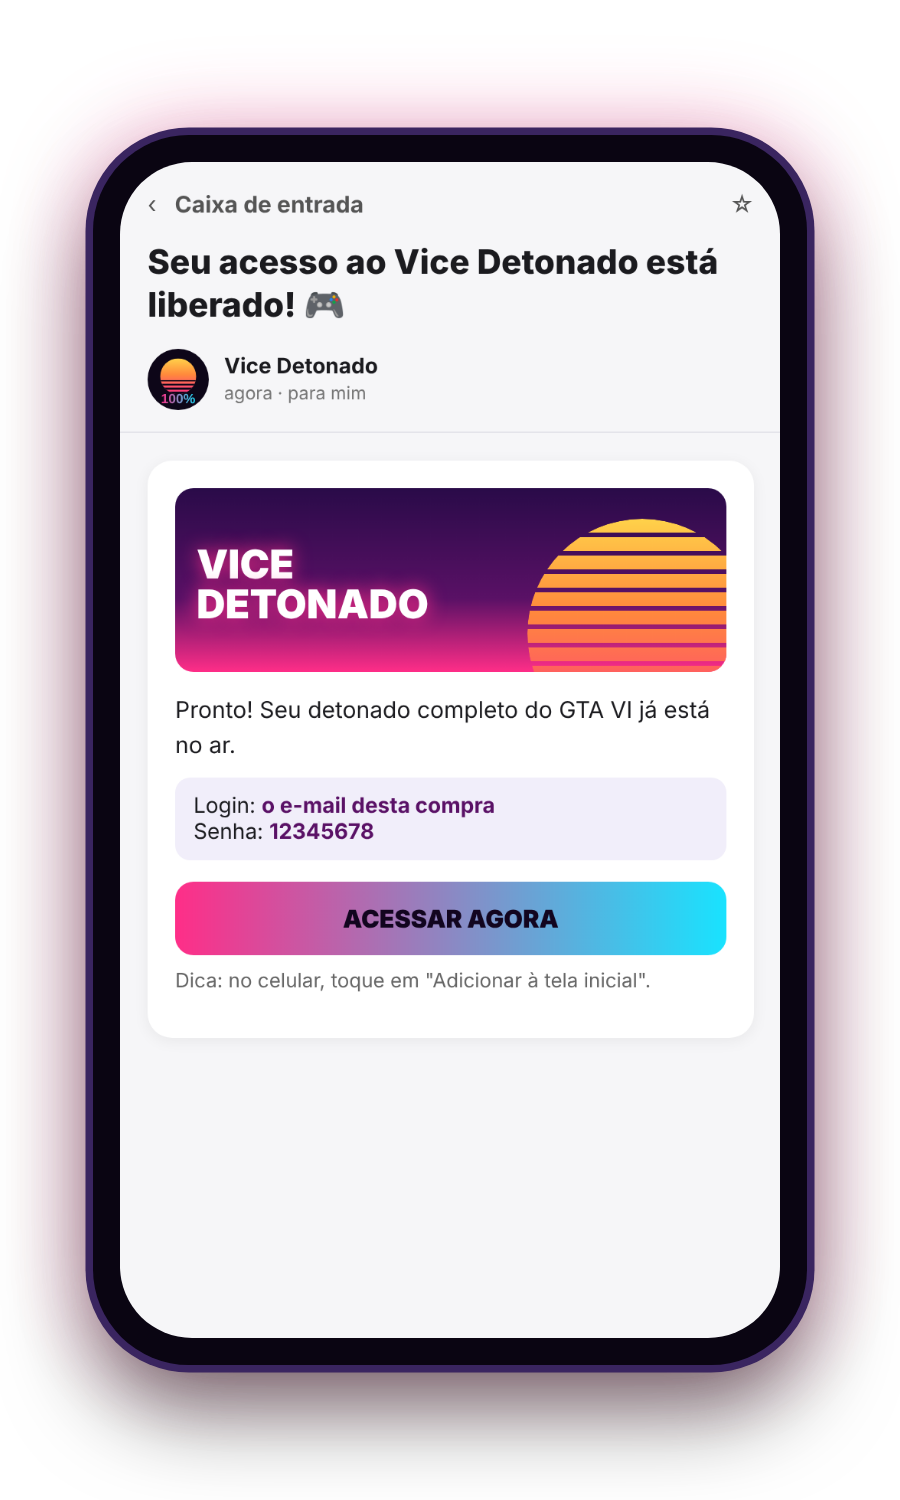 ‹ Caixa de entrada ☆
Seu acesso ao Vice Detonado está
liberado! 🎮
100%
Vice Detonado
agora · para mim
VICE
DETONADO
Pronto! Seu detonado completo do GTA VI já está
no ar.
Login: o e-mail desta compra
Senha: 12345678
ACESSAR AGORA
Dica: no celular, toque em "Adicionar à tela inicial".